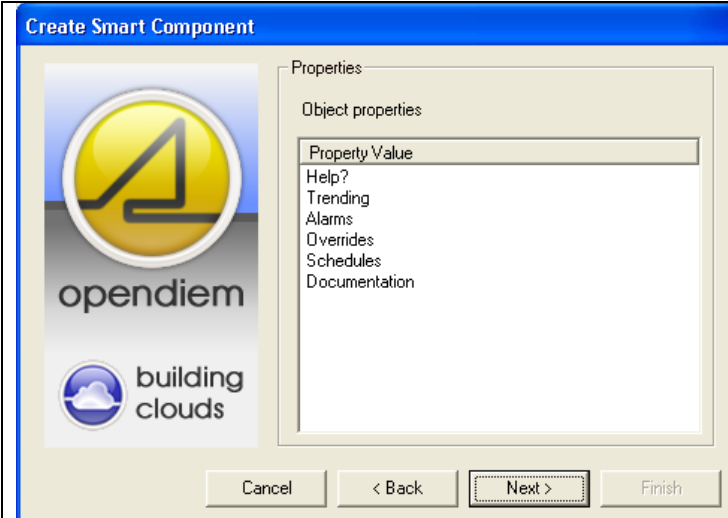 Create Smart Component
opendiem
building
clouds
Properties
Object properties
Property Value
Help?
Trending
Alarms
Overrides
Schedules
Documentation
Cancel
< Back
Next >
Finish